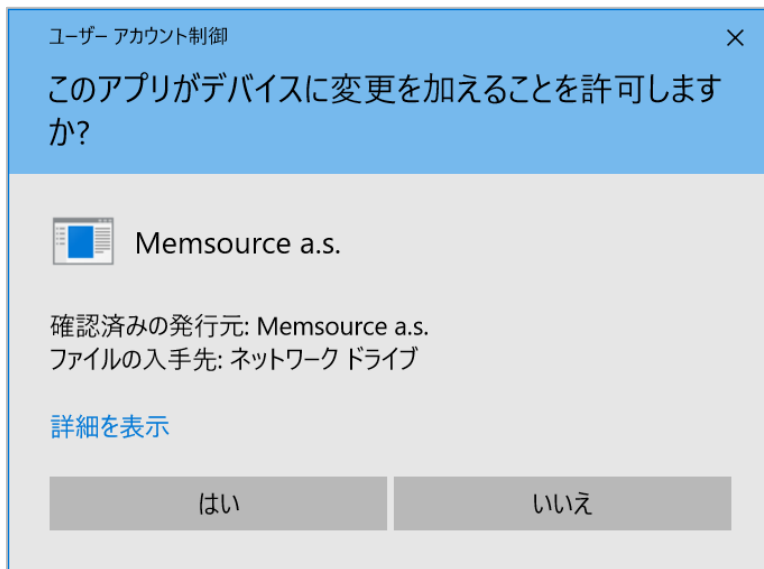 ユーザー アカウント制御
このアプリがデバイスに変更を加えることを許可します
か?
Memsource a.s.
確認済みの発行元: Memsource a.s.
ファイルの入手先: ネットワーク ドライブ
詳細を表示
はい
いいえ